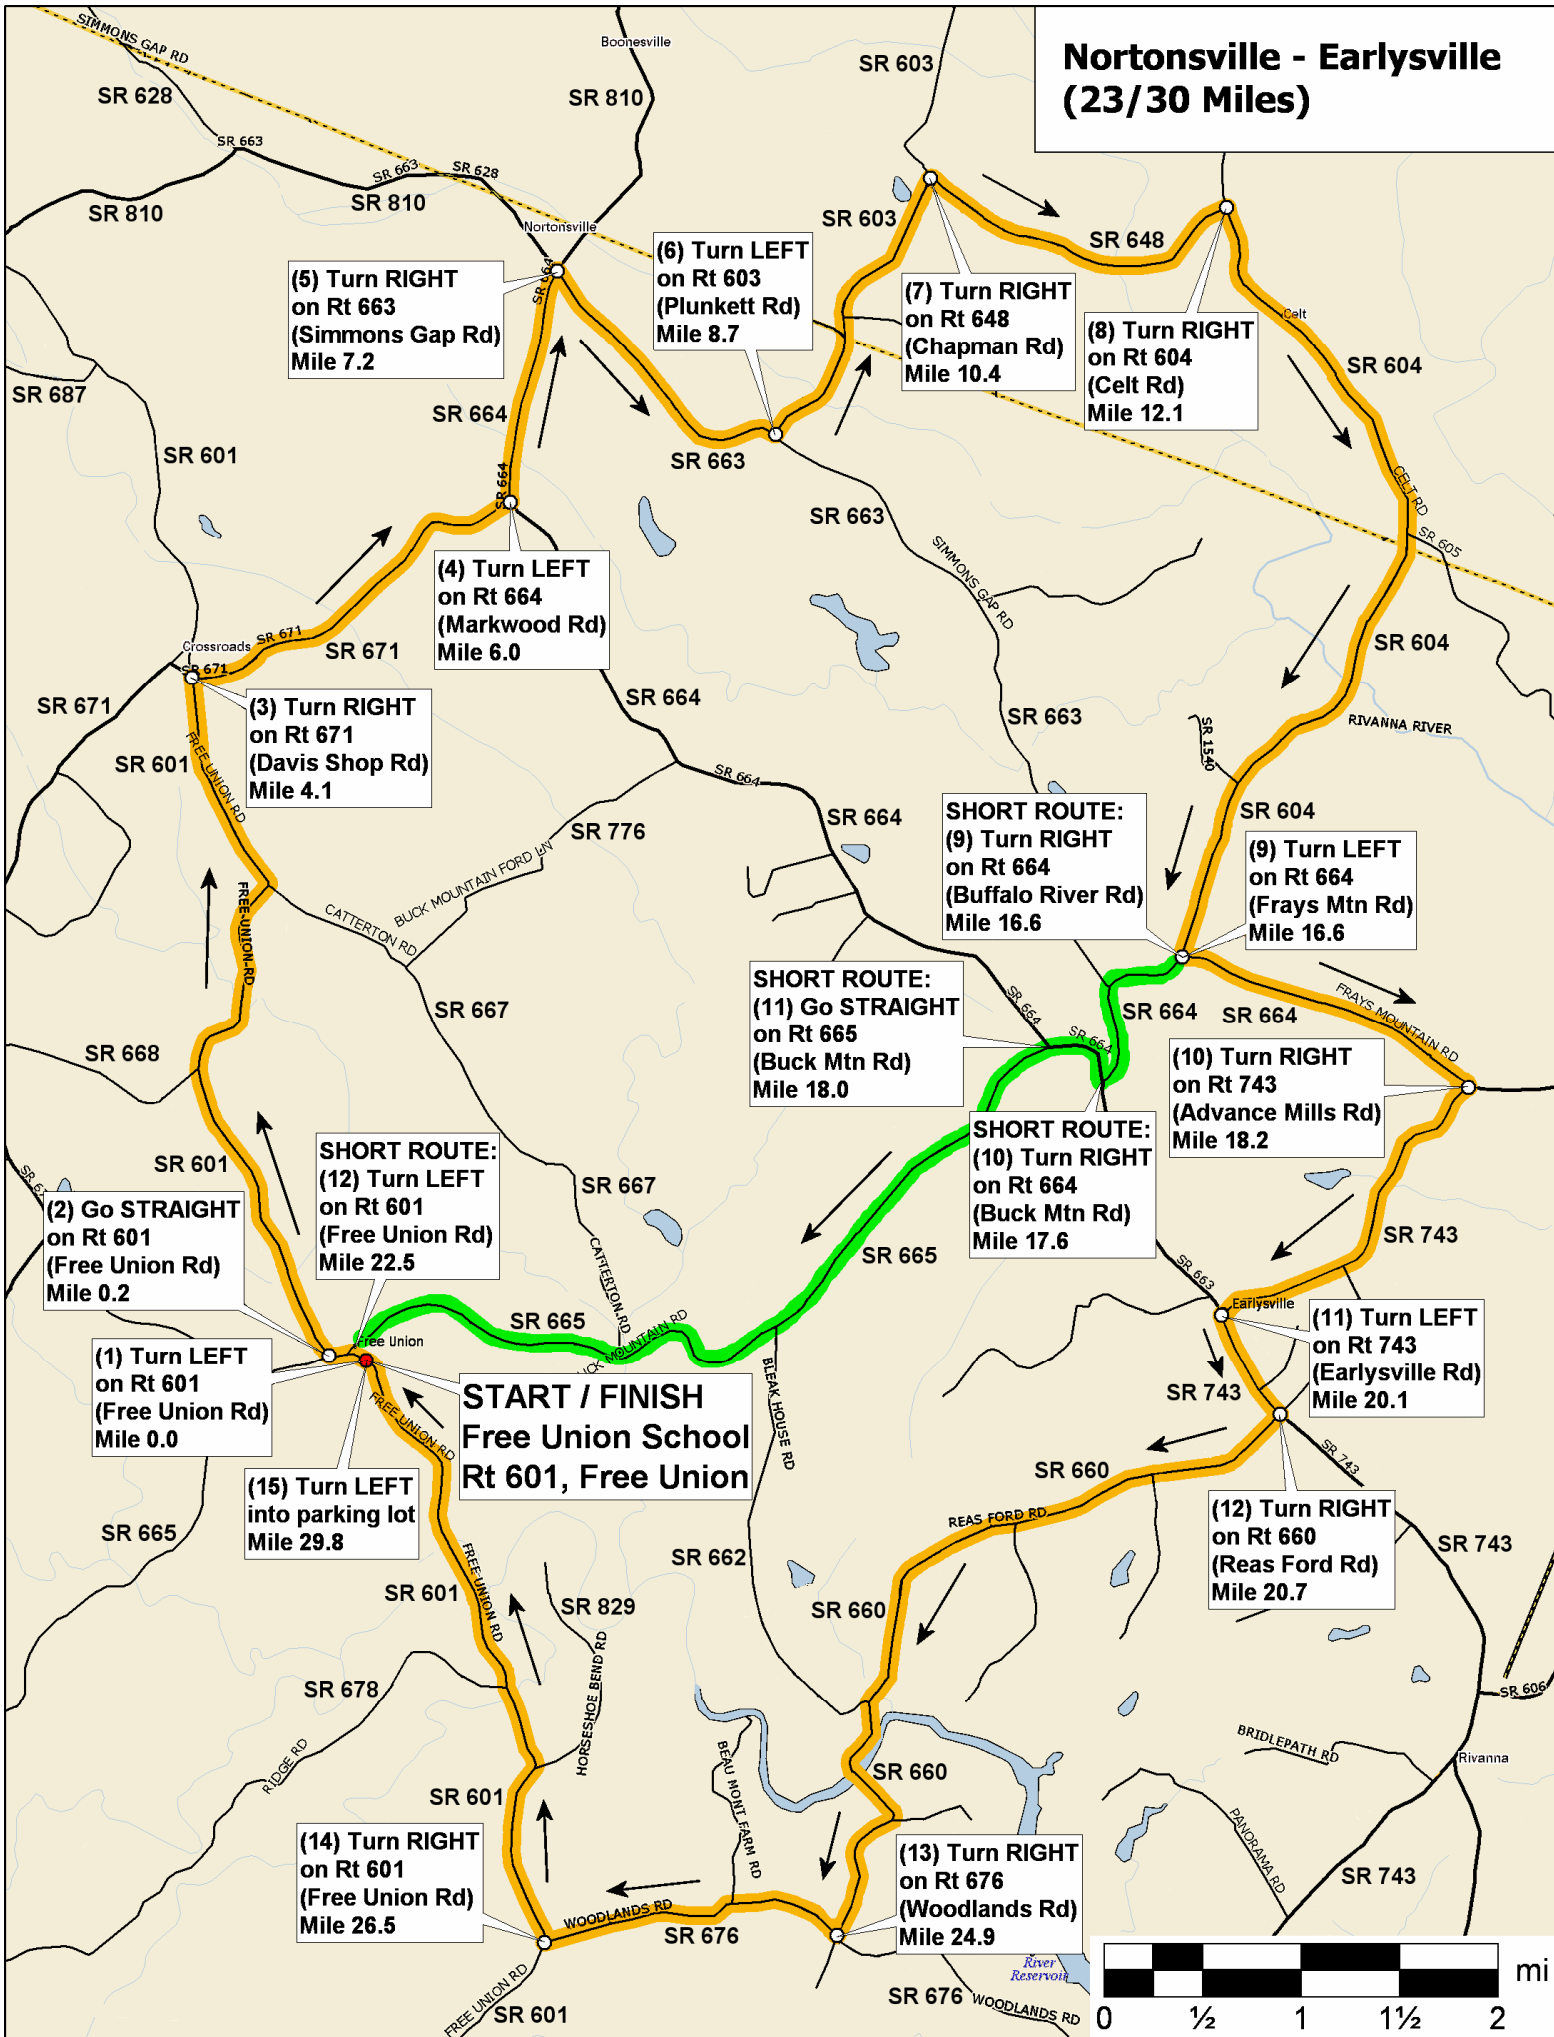 Nortonsville - Earlysville
(23/30 Miles)
SIMMONS GAP RD
SR 628
Boonesville
SR 810
SR 603
SR 663
SR 663
SR 628
SR 810
SR 810
Nortonsville
SR 603
SR 648
(5) Turn RIGHT
on Rt 663
(Simmons Gap Rd)
Mile 7.2
SR 664
(6) Turn LEFT
on Rt 603
(Plunkett Rd)
Mile 8.7
(7) Turn RIGHT
on Rt 648
(Chapman Rd)
Mile 10.4
Celt
(8) Turn RIGHT
on Rt 604
(Celt Rd)
Mile 12.1
SR 604
SR 687
SR 664
SR 601
SR 663
SR 664
CELT RD
SR 663
SR 605
SIMMONS GAP RD
(4) Turn LEFT
on Rt 664
(Markwood Rd)
Mile 6.0
Crossroads
SR 671
SR 671
SR 671
SR 604
SR 671
SR 664
(3) Turn RIGHT
on Rt 671
(Davis Shop Rd)
Mile 4.1
SR 663
SR 1540
RIVANNA RIVER
SR 601
FREE UNION RD
SR 664
SR 776
SR 664
SR 604
SHORT ROUTE:
(9) Turn RIGHT
on Rt 664
(Buffalo River Rd)
Mile 16.6
(9) Turn LEFT
on Rt 664
(Frays Mtn Rd)
Mile 16.6
BUCK MOUNTAIN FORD LN
CATTERTON RD
FREE UNION RD
SR 667
SHORT ROUTE:
(11) Go STRAIGHT
on Rt 665
(Buck Mtn Rd)
Mile 18.0
SR 664
SR 664
SR 664
SR 664
FRAYS MOUNTAIN RD
SR 668
(10) Turn RIGHT
on Rt 743
(Advance Mills Rd)
Mile 18.2
SHORT ROUTE:
(10) Turn RIGHT
on Rt 664
(Buck Mtn Rd)
Mile 17.6
SR 601
SHORT ROUTE:
(12) Turn LEFT
on Rt 601
(Free Union Rd)
Mile 22.5
SR 667
(2) Go STRAIGHT
on Rt 601
(Free Union Rd)
Mile 0.2
CATTERTON RD
SR 665
SR 743
SR 663
Earlysville
SR 665
MOUNTAIN RD
Free Union
(1) Turn LEFT
on Rt 601
(Free Union Rd)
Mile 0.0
(11) Turn LEFT
on Rt 743
(Earlysville Rd)
Mile 20.1
SR 743
START / FINISH
Free Union School
Rt 601, Free Union
FREE UNION RD
BLEAK HOUSE RD
(15) Turn LEFT
into parking lot
Mile 29.8
SR 743
SR 660
REAS FORD RD
(12) Turn RIGHT
on Rt 660
(Reas Ford Rd)
Mile 20.7
SR 665
SR 662
SR 743
SR 601
FREE UNION RD
SR 829
SR 660
HORSESHOE BEND RD
SR 678
SR 606
RIDGE RD
BEAU MONT FARM RD
BRIDLEPATH RD
Rivanna
SR 660
SR 601
PANORAMA RD
(14) Turn RIGHT
on Rt 601
(Free Union Rd)
Mile 26.5
(13) Turn RIGHT
on Rt 676
(Woodlands Rd)
Mile 24.9
SR 743
WOODLANDS RD
SR 676
River
Reservoir
FREE UNION RD
SR 601
SR 676
WOODLANDS RD
mi
0 ½ 1 1½ 2